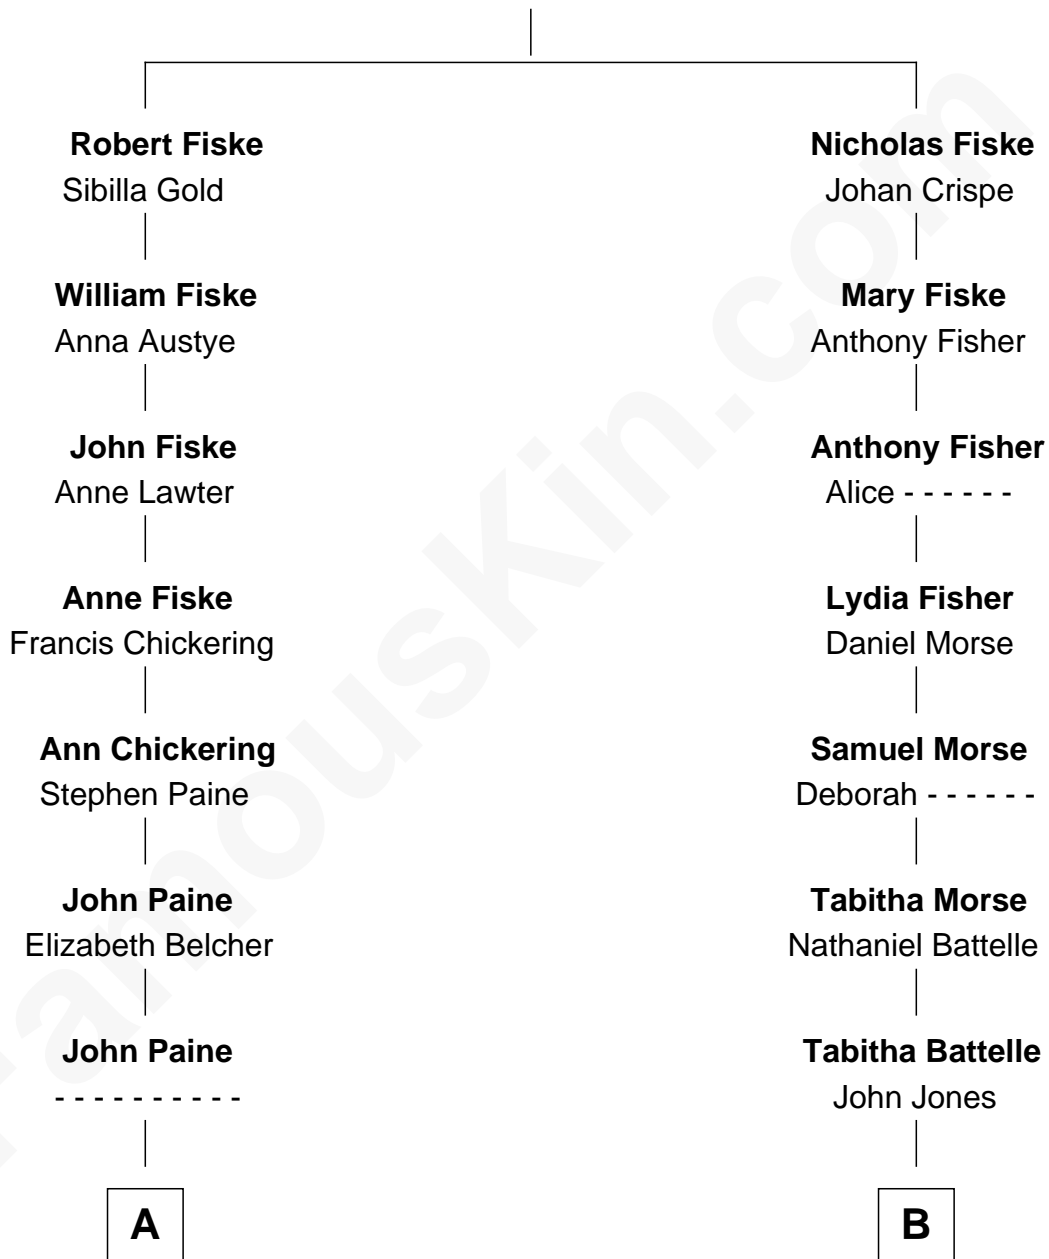 Robert Fiske
Sibilla Gold
William Fiske
Anna Austye
John Fiske
Anne Lawter
Anne Fiske
Francis Chickering
Ann Chickering
Stephen Paine
John Paine
Elizabeth Belcher
John Paine
- - - - - - - - - -
A
Nicholas Fiske
Johan Crispe
Mary Fiske
Anthony Fisher
Anthony Fisher
Alice - - - - - -
Lydia Fisher
Daniel Morse
Samuel Morse
Deborah - - - - - -
Tabitha Morse
Nathaniel Battelle
Tabitha Battelle
John Jones
B
FamousKin.com